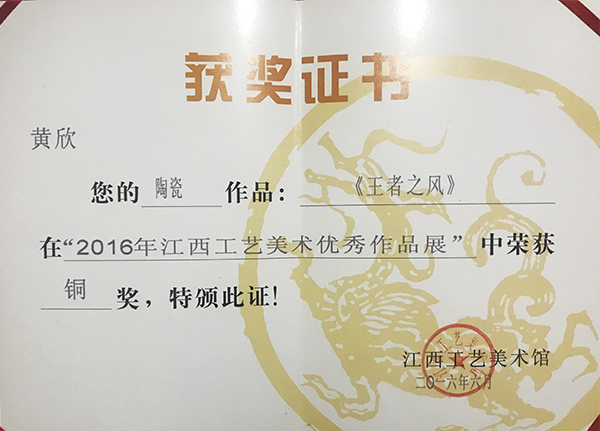 获奖证书
黄欣
您的 陶瓷 作品： 《王者之风》
在“2016年江西工艺美术优秀作品展”中荣获
铜 奖，特颁此证！
江西工艺美术馆
二〇一六年六月